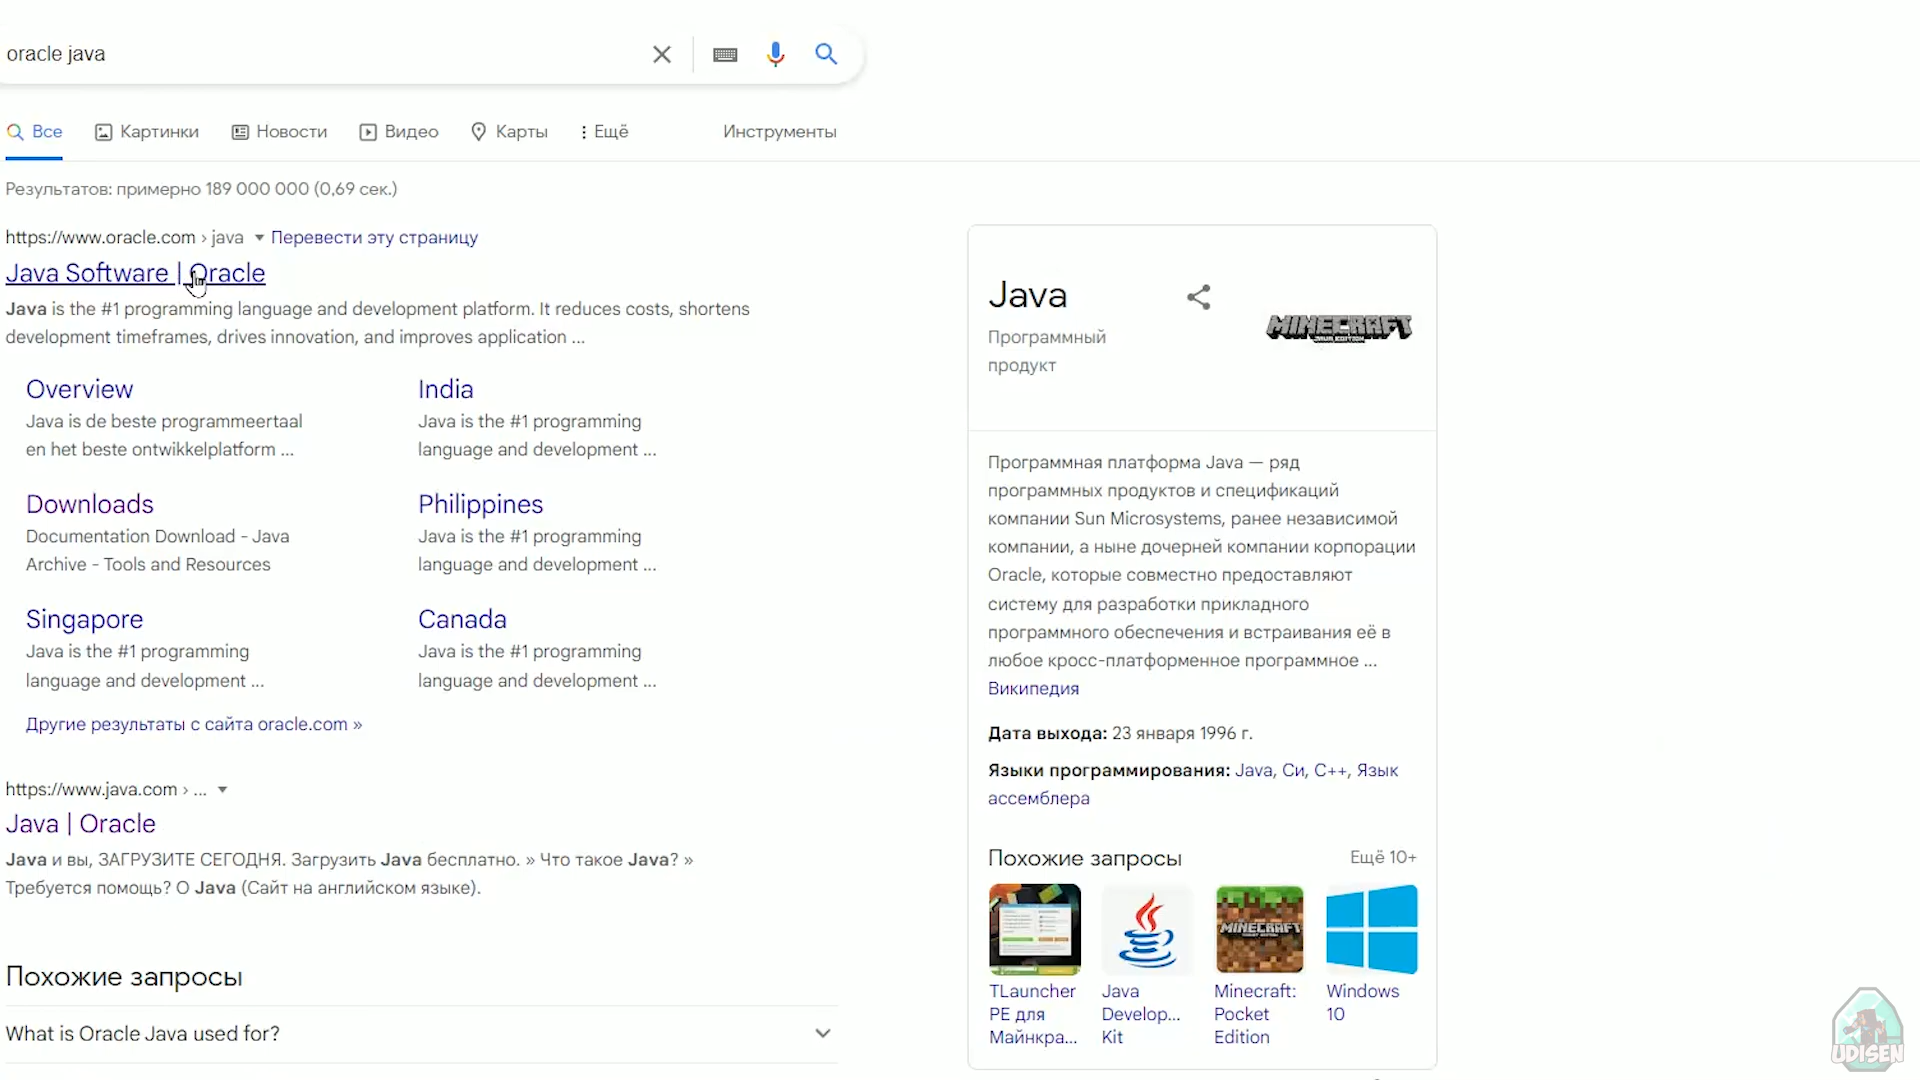 oracle java
Все
Картинки
Новости
Видео
Карты
Ещё
Инструменты
Результатов: примерно 189 000 000 (0,69 сек.)
https://www.oracle.com › java
Перевести эту страницу
Java Software | Oracle
Java is the #1 programming language and development platform. It reduces costs, shortens
development timeframes, drives innovation, and improves application ...
Overview
Java is de beste programmeertaal
en het beste ontwikkelplatform ...
India
Java is the #1 programming
language and development ...
Downloads
Documentation Download - Java
Archive - Tools and Resources
Philippines
Java is the #1 programming
language and development ...
Singapore
Java is the #1 programming
language and development ...
Canada
Java is the #1 programming
language and development ...
Другие результаты с сайта oracle.com »
https://www.java.com › ...
Java | Oracle
Java и вы, ЗАГРУЗИТЕ СЕГОДНЯ. Загрузить Java бесплатно. » Что такое Java? »
Требуется помощь? О Java (Сайт на английском языке).
Похожие запросы
What is Oracle Java used for?
Java
Программный
продукт
MINECRAFT
JAVA EDITION
Программная платформа Java — ряд
программных продуктов и спецификаций
компании Sun Microsystems, ранее независимой
компании, а ныне дочерней компании корпорации
Oracle, которые совместно предоставляют
систему для разработки прикладного
программного обеспечения и встраивания её в
любое кросс-платформенное программное ...
Википедия
Дата выхода: 23 января 1996 г.
Языки программирования: Java, Си, C++, Язык
ассемблера
Похожие запросы
Ещё 10+
MINECRAFT
TLauncher
PE для
Майнкра...
Java
Develop...
Kit
Minecraft:
Pocket
Edition
Windows
10
UDISEN